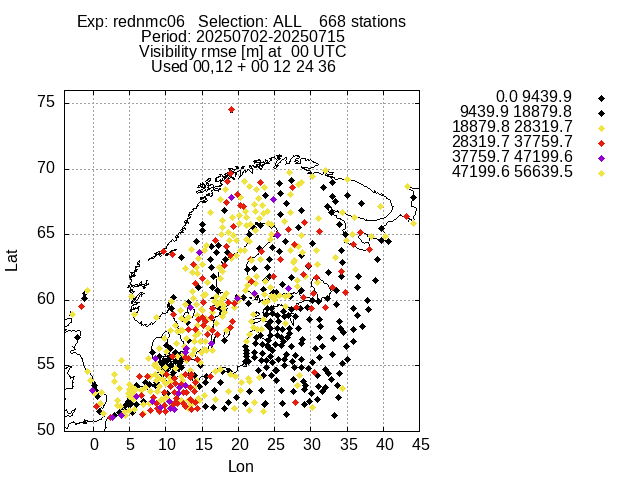 Exp: rednmc06 Selection: ALL 668 stations
Period: 20250702-20250715
Visibility rmse [m] at 00 UTC
Used 00,12 + 00 12 24 36
0.0 9439.9
9439.9 18879.8
18879.8 28319.7
28319.7 37759.7
37759.7 47199.6
47199.6 56639.5
75
70
65
60
55
50
Lat
0 5 10 15 20 25 30 35 40 45
Lon